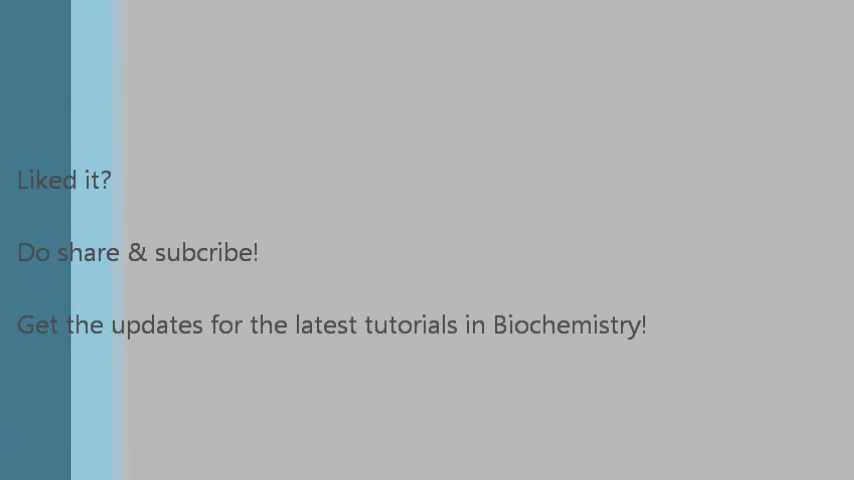 Liked it?
Do share & subcribe!
Get the updates for the latest tutorials in Biochemistry!